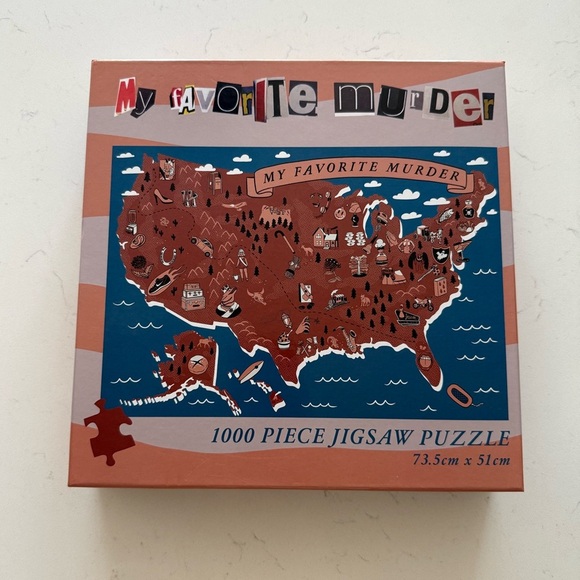 My faVorITe murDer
MY FAVORITE MURDER
1000 PIECE JIGSAW PUZZLE
73.5cm x 51cm